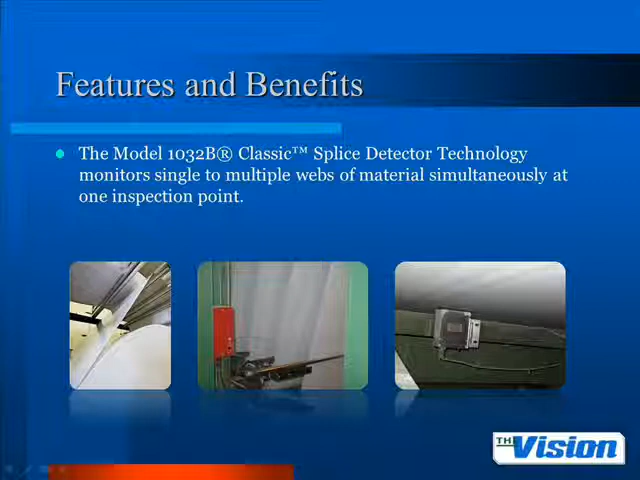 Features and Benefits
The Model 1032B® Classic™ Splice Detector Technology
monitors single to multiple webs of material simultaneously at
one inspection point.
THE
Vision